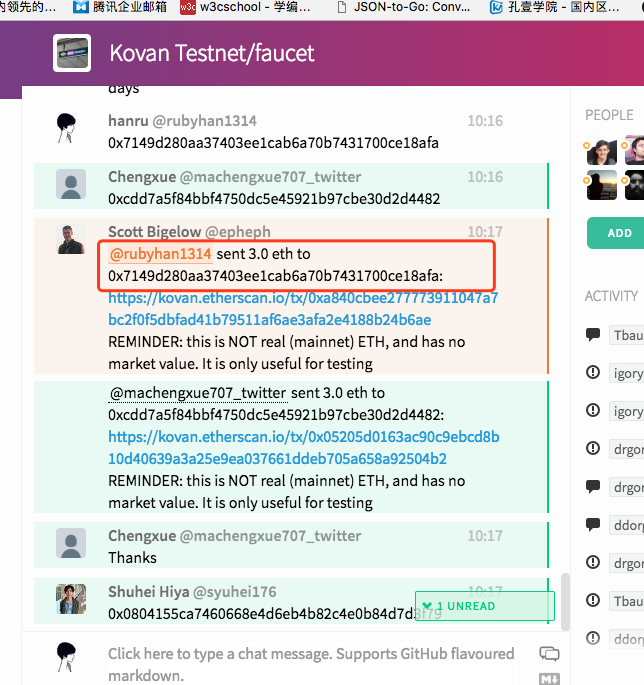 内领先的…
腾讯企业邮箱
w3cschool - 学编…
JSON-to-Go: Conv…
孔壹学院 - 国内区…
Kovan Testnet/faucet
days
hanru @rubyhan1314 10:16
0x7149d280aa37403ee1cab6a70b7431700ce18afa
Chengxue @machengxue707_twitter 10:16
0xcdd7a5f84bbf4750dc5e45921b97cbe30d2d4482
Scott Bigelow @epheph 10:17
@rubyhan1314 sent 3.0 eth to
0x7149d280aa37403ee1cab6a70b7431700ce18afa:
https://kovan.etherscan.io/tx/0xa840cbee277773911047a7
bc2f0f5dbfad41b79511af6ae3afa2e4188b24b6ae
REMINDER: this is NOT real (mainnet) ETH, and has no
market value. It is only useful for testing
@machengxue707_twitter sent 3.0 eth to
0xcdd7a5f84bbf4750dc5e45921b97cbe30d2d4482:
https://kovan.etherscan.io/tx/0x05205d0163ac90c9ebcd8b
10d40639a3a25e9ea037661ddeb705a658a92504b2
REMINDER: this is NOT real (mainnet) ETH, and has no
market value. It is only useful for testing
Chengxue @machengxue707_twitter 10:17
Thanks
Shuhei Hiya @syuhei176 10:17
0x0804155ca7460668e4d6eb4b82c4e0b84d7d3f79
1 UNREAD
Click here to type a chat message. Supports GitHub flavoured
markdown.
PEOPLE
ADD
ACTIVITY
Tbau
igory
igory
drgor
drgor
ddorg
drgor
Tbau
ddorg